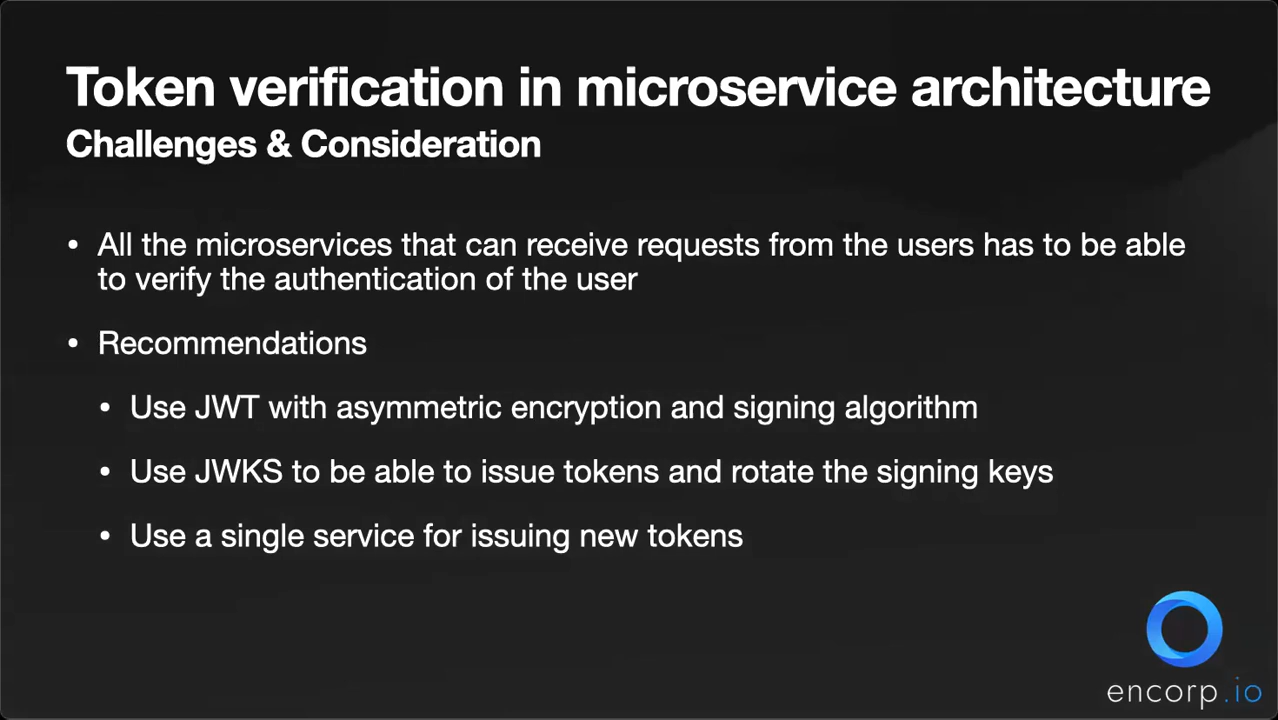 Token verification in microservice architecture
Challenges & Consideration
• All the microservices that can receive requests from the users has to be able
to verify the authentication of the user
• Recommendations
• Use JWT with asymmetric encryption and signing algorithm
• Use JWKS to be able to issue tokens and rotate the signing keys
• Use a single service for issuing new tokens
encorp.io